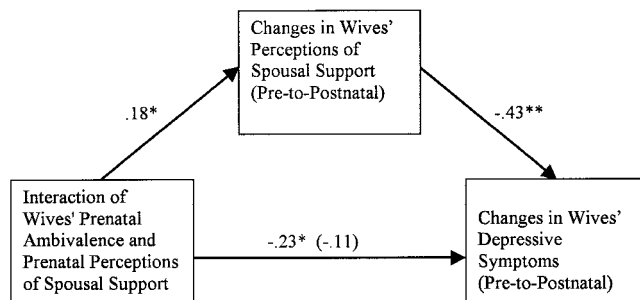 Changes in Wives'
Perceptions of
Spousal Support
(Pre-to-Postnatal)
.18*
-.43**
Interaction of
Wives' Prenatal
Ambivalence and
Prenatal Perceptions
of Spousal Support
-.23* (-.11)
Changes in Wives'
Depressive
Symptoms
(Pre-to-Postnatal)